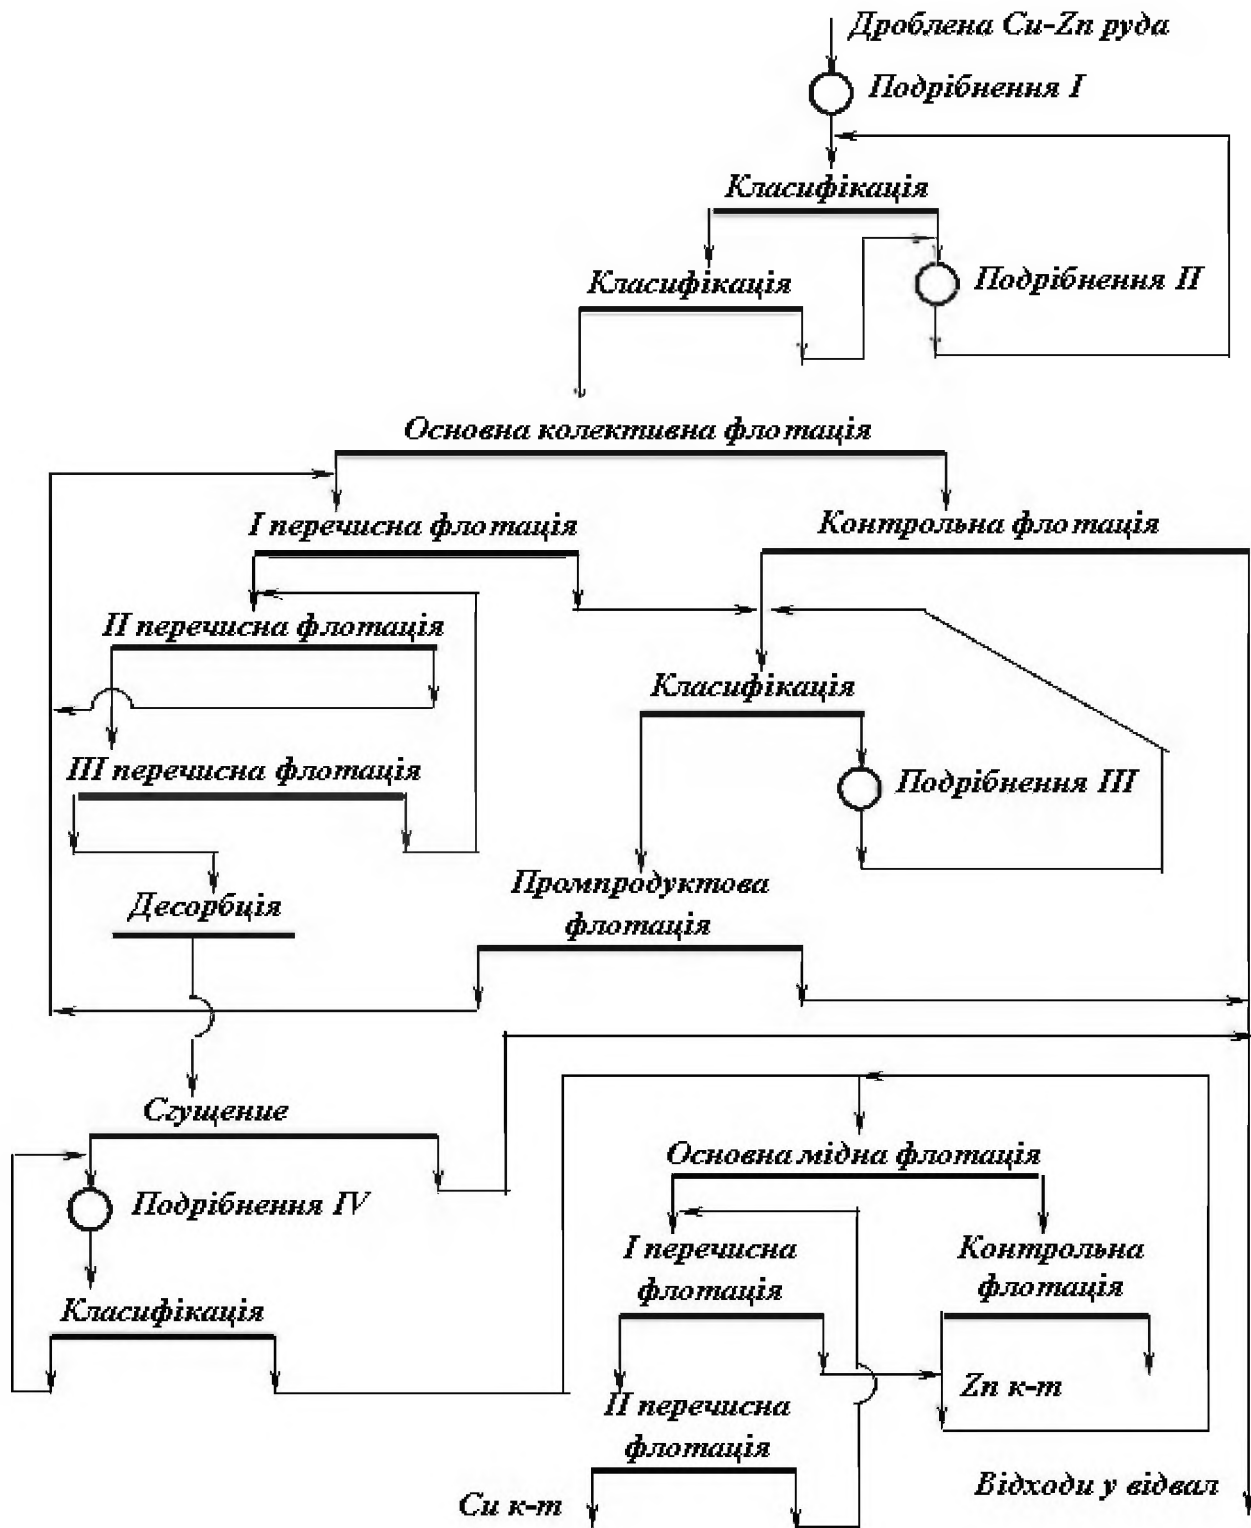 Дроблена Cu-Zn руда
Подрібнення I
Класифікація
Класифікація
Подрібнення II
Основна колективна флотація
I перечисна флотація
Контрольна флотація
II перечисна флотація
Класифікація
III перечисна флотація
Подрібнення III
Промпродуктова
флотація
Десорбція
Сгущение
Основна мідна флотація
Подрібнення IV
I перечисна
флотація
Контрольна
флотація
Класифікація
Zn к-т
II перечисна
флотація
Cu к-т
Відходи у відвал